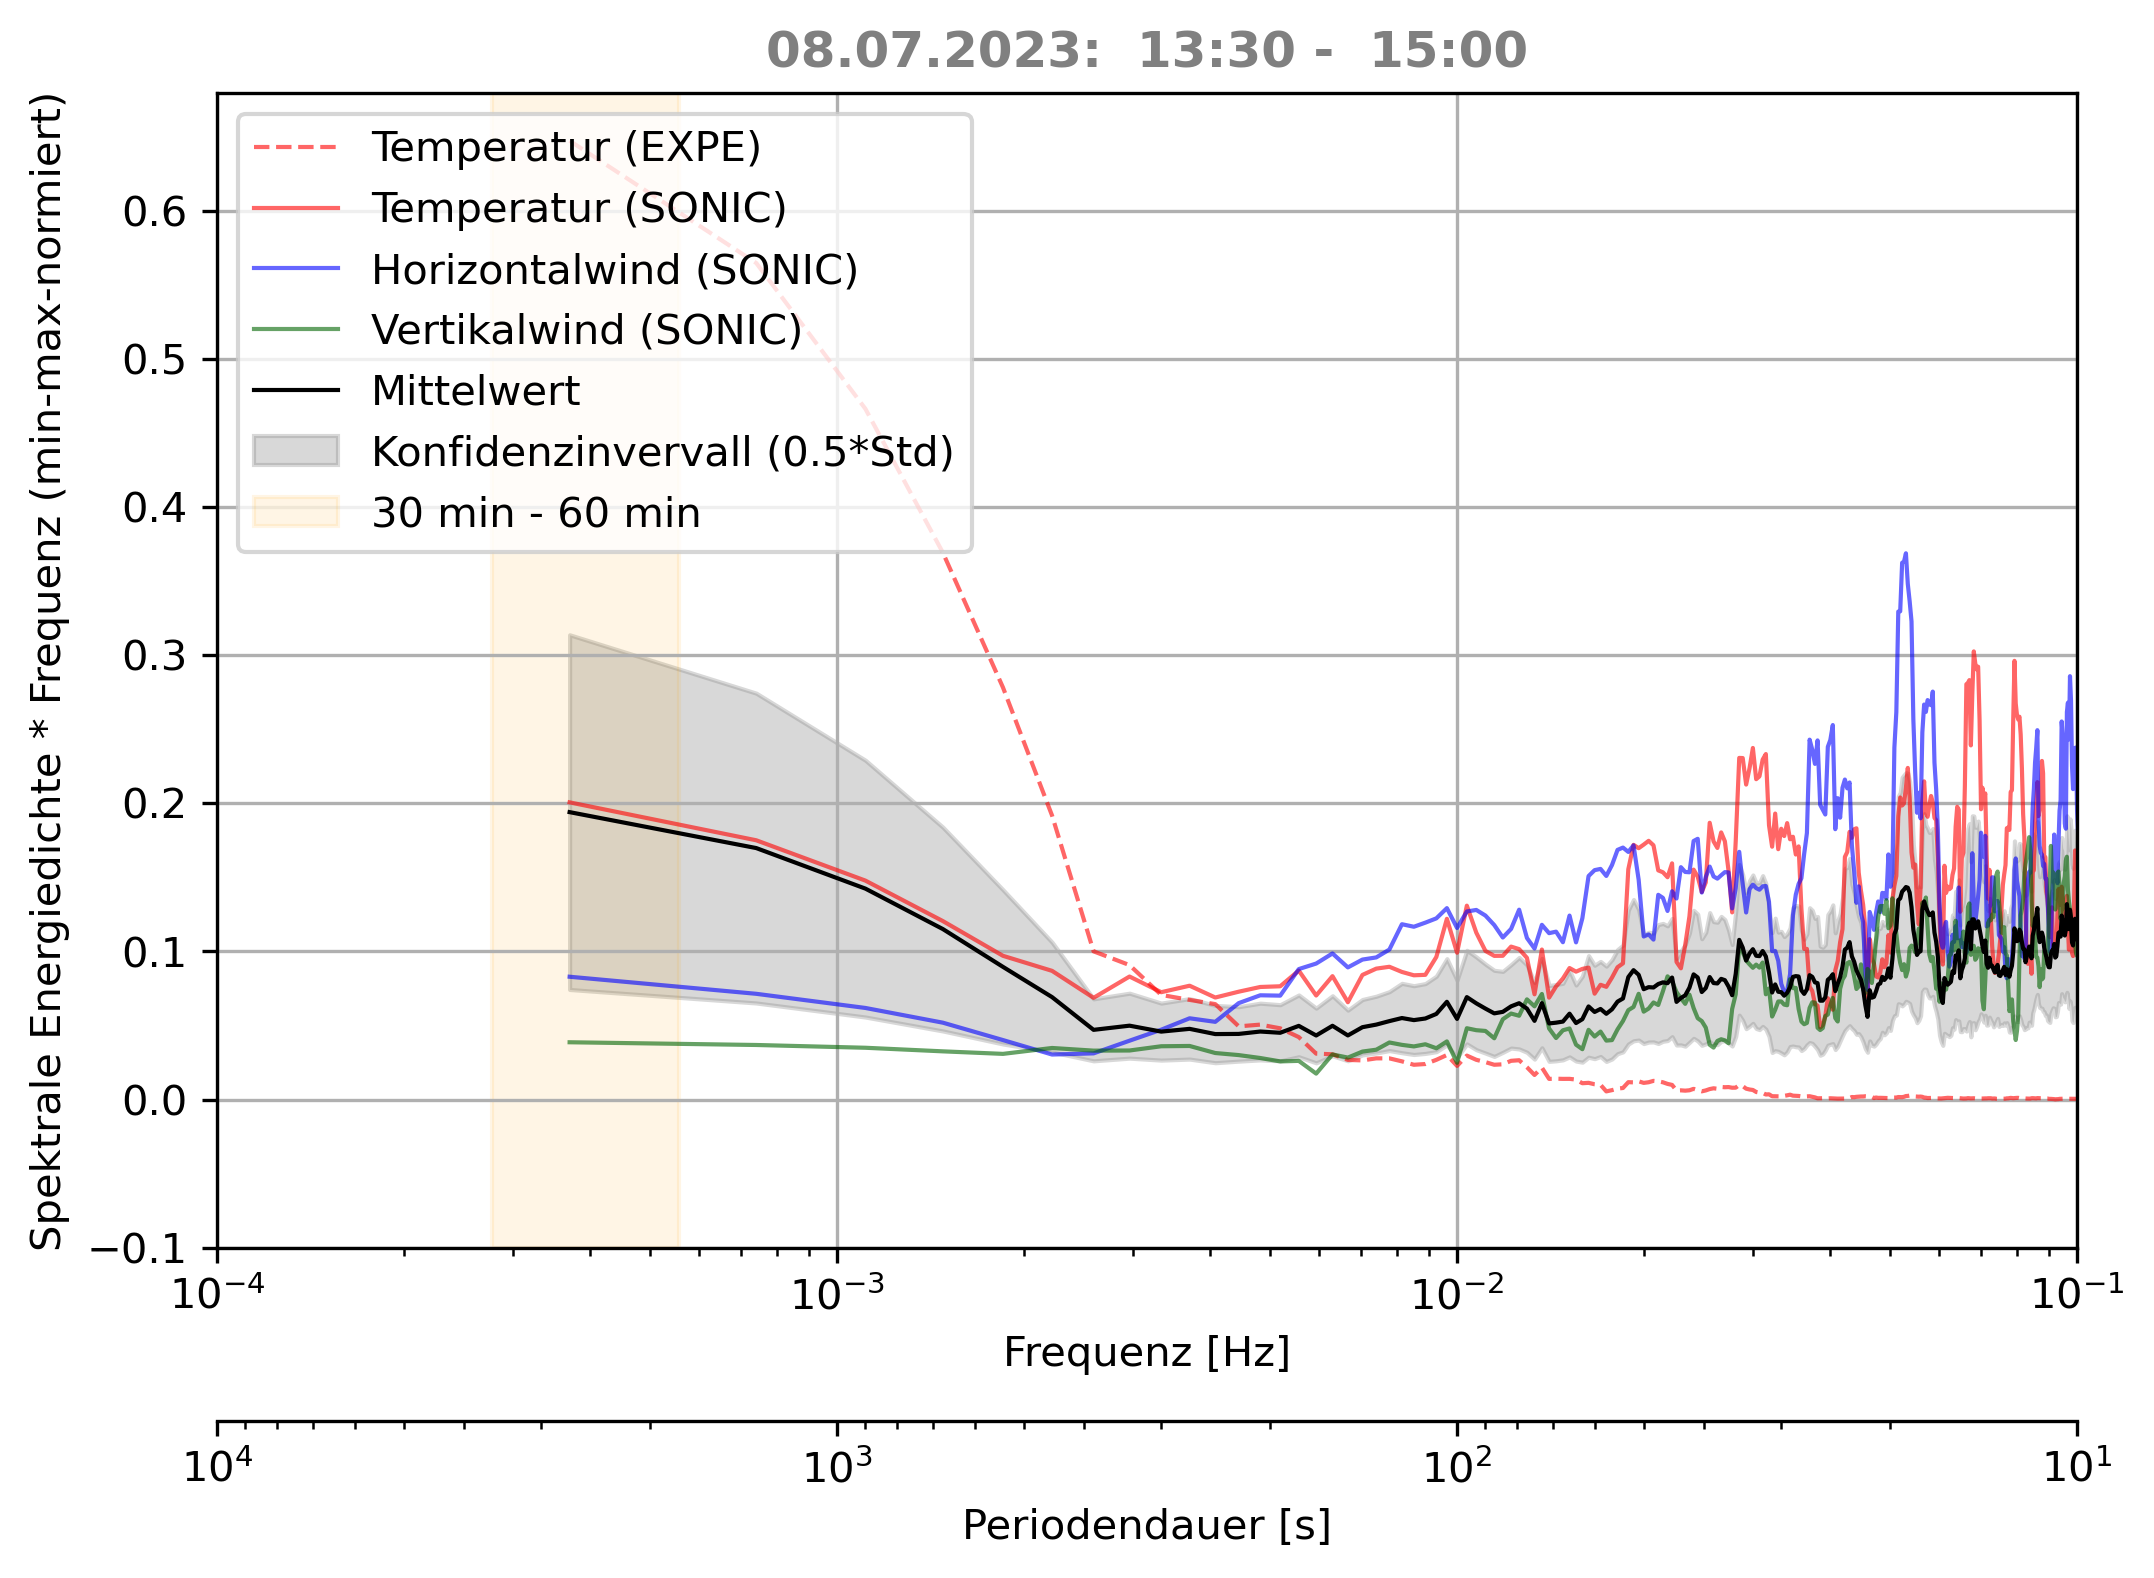 08.07.2023:  13:30 -  15:00
Spektrale Energiedichte * Frequenz (min-max-normiert)
Temperatur (EXPE)
Temperatur (SONIC)
Horizontalwind (SONIC)
Vertikalwind (SONIC)
Mittelwert
Konfidenzinvervall (0.5*Std)
30 min - 60 min
0.6
0.5
0.4
0.3
0.2
0.1
0.0
−0.1
10⁻⁴ 10⁻³ 10⁻² 10⁻¹
Frequenz [Hz]
10⁴ 10³ 10² 10¹
Periodendauer [s]